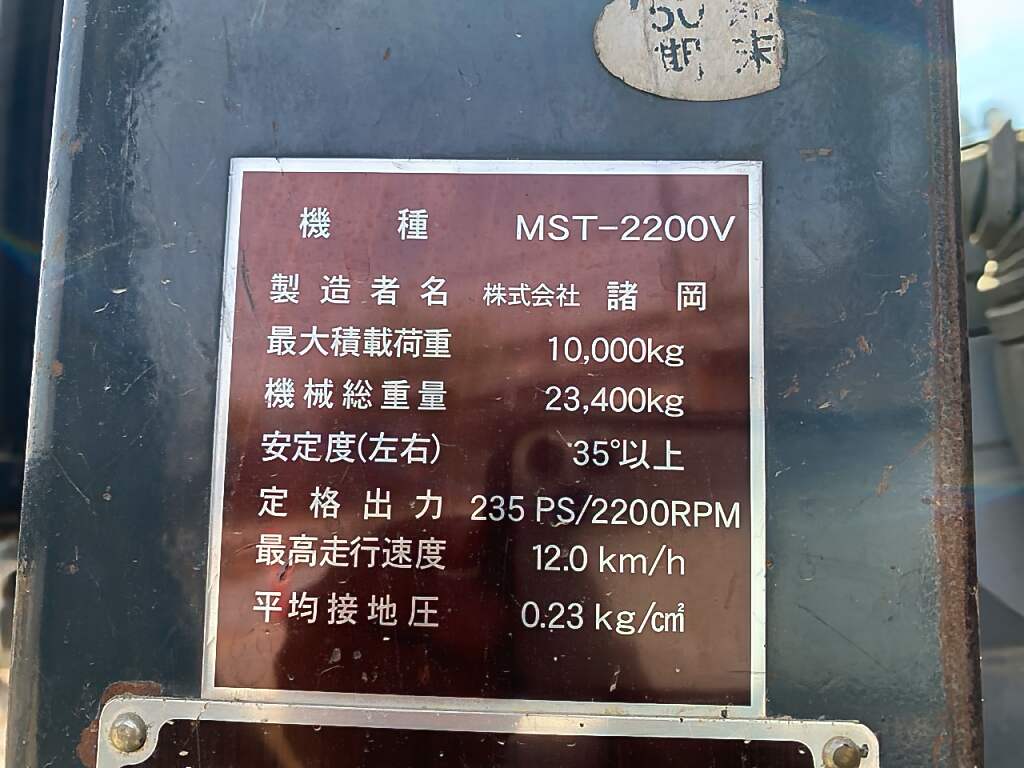 50
期 末
機種 MST-2200V
製造者名 株式会社 諸岡
最大積載荷重 10,000kg
機械総重量 23,400kg
安定度(左右) 35°以上
定格出力 235 PS/2200RPM
最高走行速度 12.0 km/h
平均接地圧 0.23 kg/c㎡